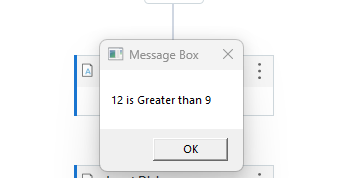 A
Message Box
12 is Greater than 9
OK